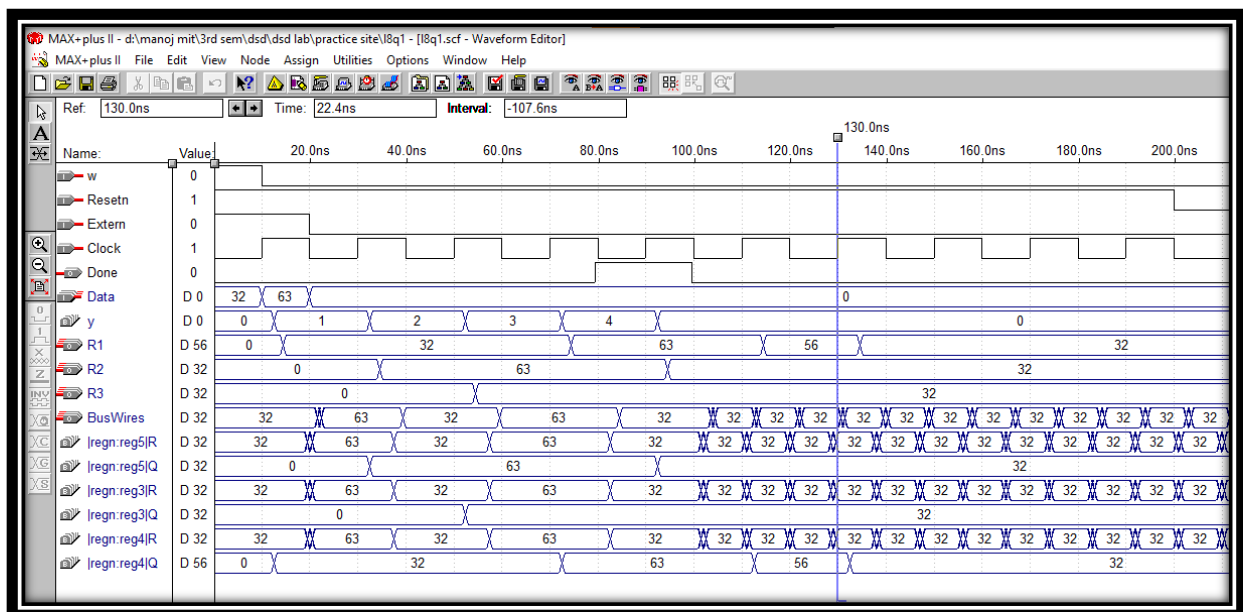 MAX+plus II - d:\manoj mit\3rd sem\dsd\dsd lab\practice site\l8q1 - [l8q1.scf - Waveform Editor]
MAX+plus II File Edit View Node Assign Utilities Options Window Help
Ref: 130.0ns Time: 22.4ns Interval: -107.6ns
130.0ns
Name: Value: 20.0ns 40.0ns 60.0ns 80.0ns 100.0ns 120.0ns 140.0ns 160.0ns 180.0ns 200.0ns
w 0
Resetn 1
Extern 0
Clock 1
Done 0
Data D 0 32 63 0
y D 0 0 1 2 3 4 0
R1 D 56 0 32 63 56 32
R2 D 32 0 63 32
R3 D 32 0 32
BusWires D 32 32 63 32 63 32 32 32 32 32 32 32 32 32 32 32 32 32
|regn:reg5|R D 32 32 63 32 63 32 32 32 32 32 32 32 32 32 32 32 32 32
|regn:reg5|Q D 32 0 63 32
|regn:reg3|R D 32 32 63 32 63 32 32 32 32 32 32 32 32 32 32 32 32 32
|regn:reg3|Q D 32 0 32
|regn:reg4|R D 32 32 63 32 63 32 32 32 32 32 32 32 32 32 32 32 32 32
|regn:reg4|Q D 56 0 32 63 56 32